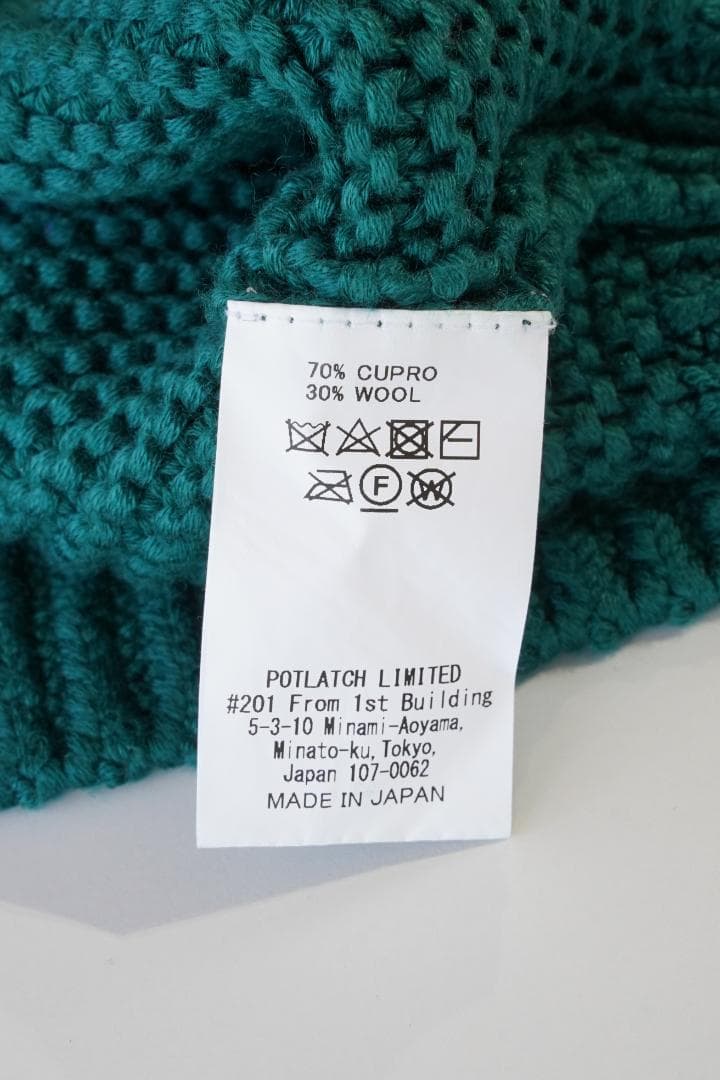 70% CUPRO
30% WOOL
F W
POTLATCH LIMITED
#201 From 1st Building
5-3-10 Minami-Aoyama,
Minato-ku, Tokyo,
Japan 107-0062
MADE IN JAPAN